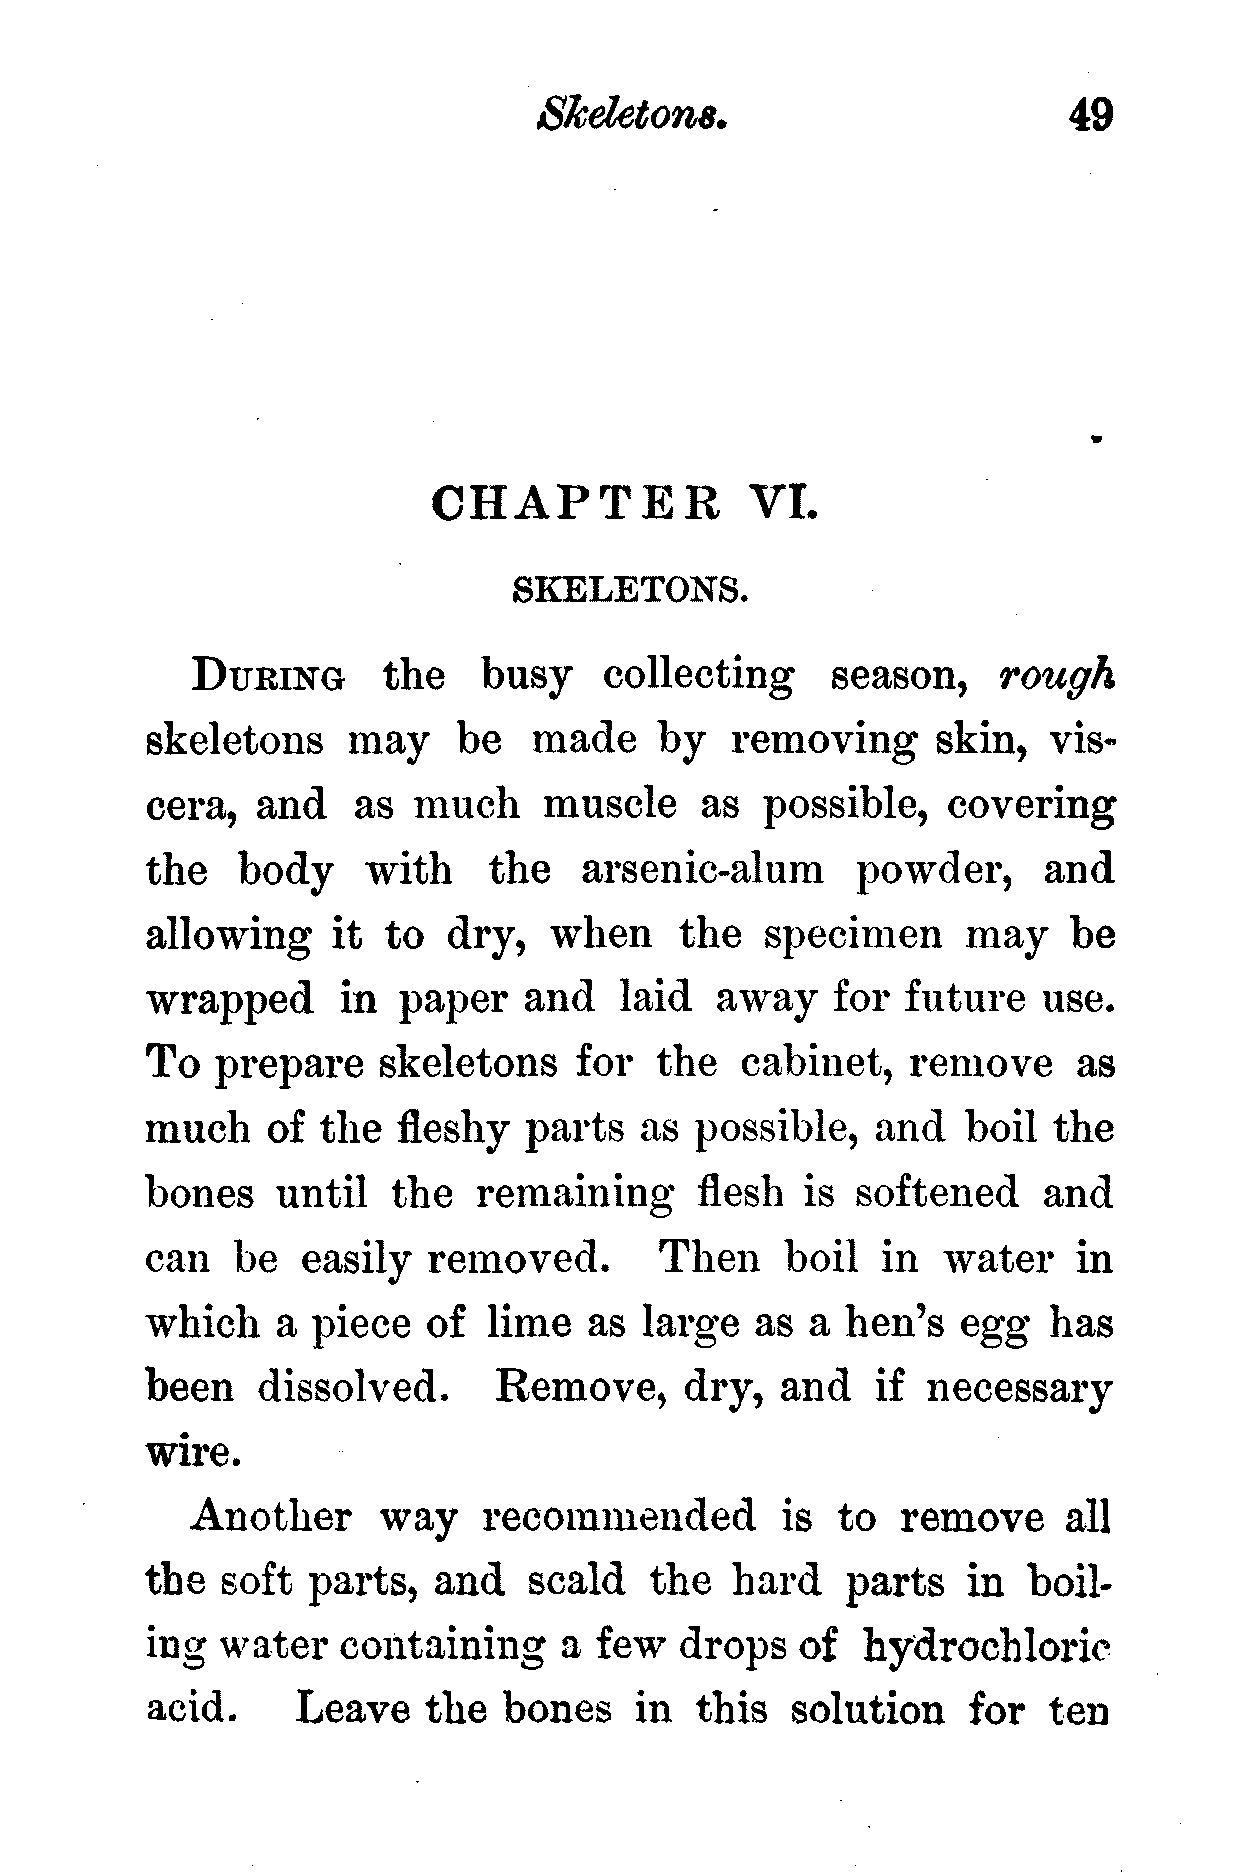 Skeletons. 49
CHAPTER VI.
SKELETONS.
DURING the busy collecting season, rough
skeletons may be made by removing skin, vis-
cera, and as much muscle as possible, covering
the body with the arsenic-alum powder, and
allowing it to dry, when the specimen may be
wrapped in paper and laid away for future use.
To prepare skeletons for the cabinet, remove as
much of the fleshy parts as possible, and boil the
bones until the remaining flesh is softened and
can be easily removed. Then boil in water in
which a piece of lime as large as a hen's egg has
been dissolved. Remove, dry, and if necessary
wire.
Another way recommended is to remove all
the soft parts, and scald the hard parts in boil-
ing water containing a few drops of hydrochloric
acid. Leave the bones in this solution for ten